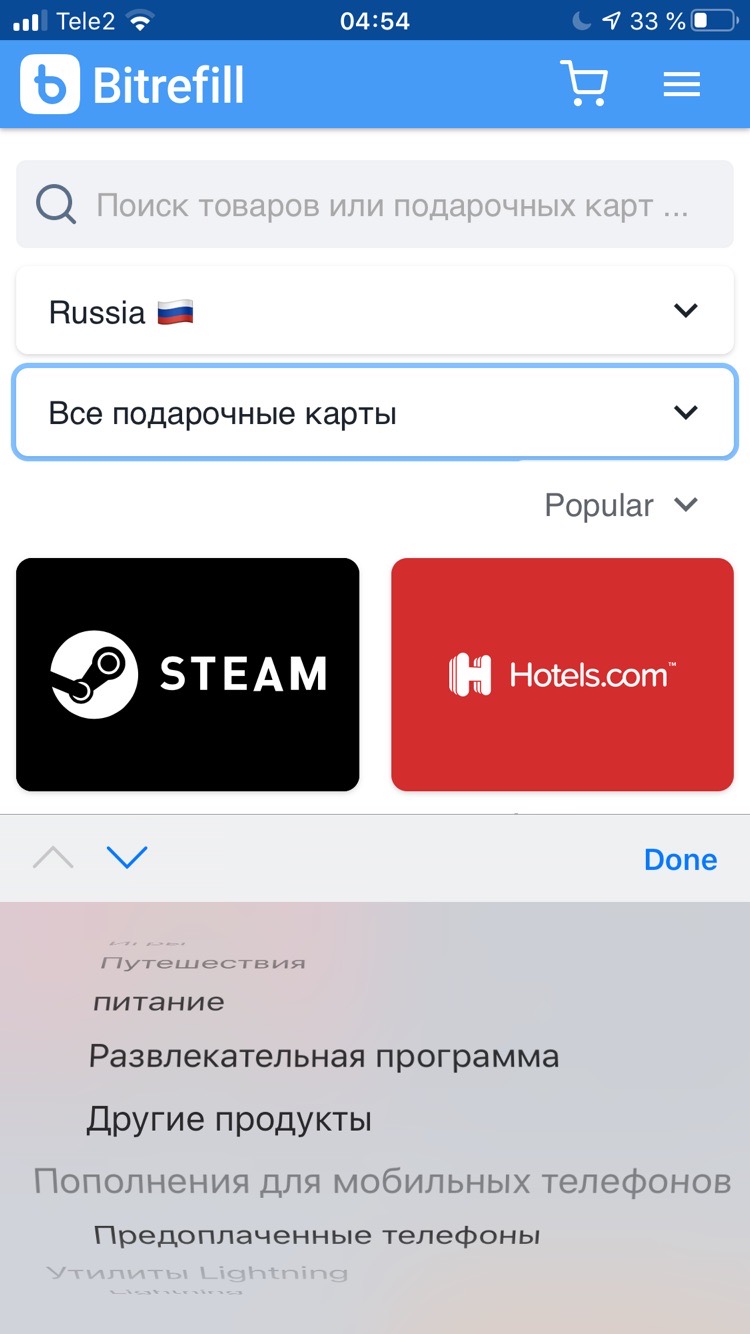 Tele2 04:54 33 %
Bitrefill
Поиск товаров или подарочных карт ...
Russia
Все подарочные карты
Popular
STEAM
Hotels.com™
Done
Игры
Путешествия
питание
Развлекательная программа
Другие продукты
Пополнения для мобильных телефонов
Предоплаченные телефоны
Утилиты Lightning
Lightning